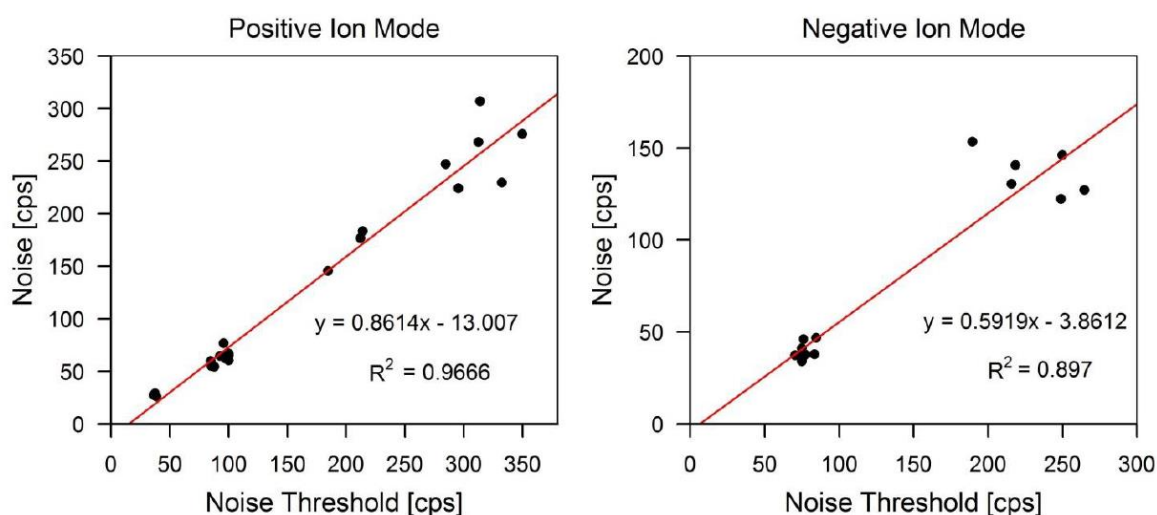 Positive Ion Mode
350
300
250
200
150
100
50
0
Noise [cps]
y = 0.8614x - 13.007
R² = 0.9666
0 50 100 150 200 250 300 350
Noise Threshold [cps]
Negative Ion Mode
200
150
100
50
0
Noise [cps]
y = 0.5919x - 3.8612
R² = 0.897
0 50 100 150 200 250 300
Noise Threshold [cps]